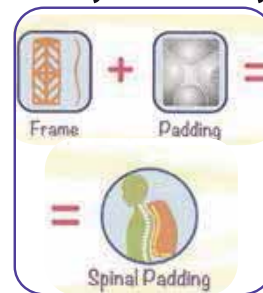 + =
Frame Padding
=
Spinal Padding